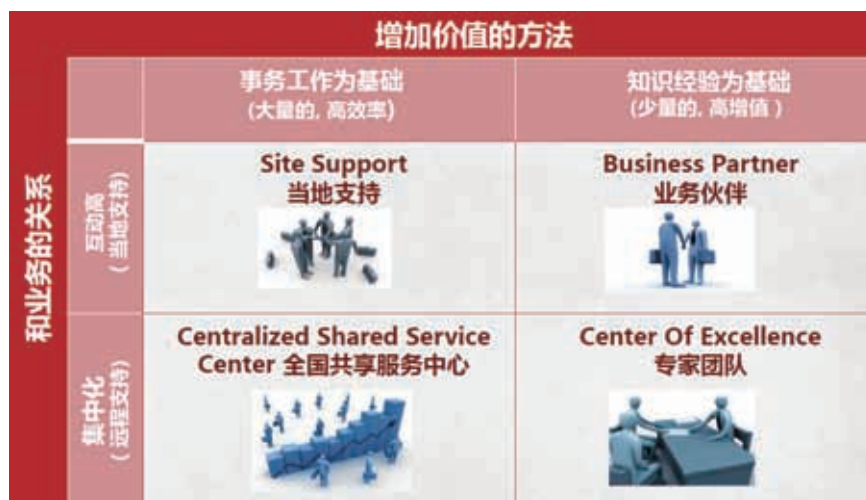 增加价值的方法
事务工作为基础
(大量的, 高效率)
知识经验为基础
(少量的, 高增值 )
和业务的关系
互动高
( 当地支持)
Site Support
当地支持
Business Partner
业务伙伴
集中化
( 远程支持)
Centralized Shared Service
Center 全国共享服务中心
Center Of Excellence
专家团队